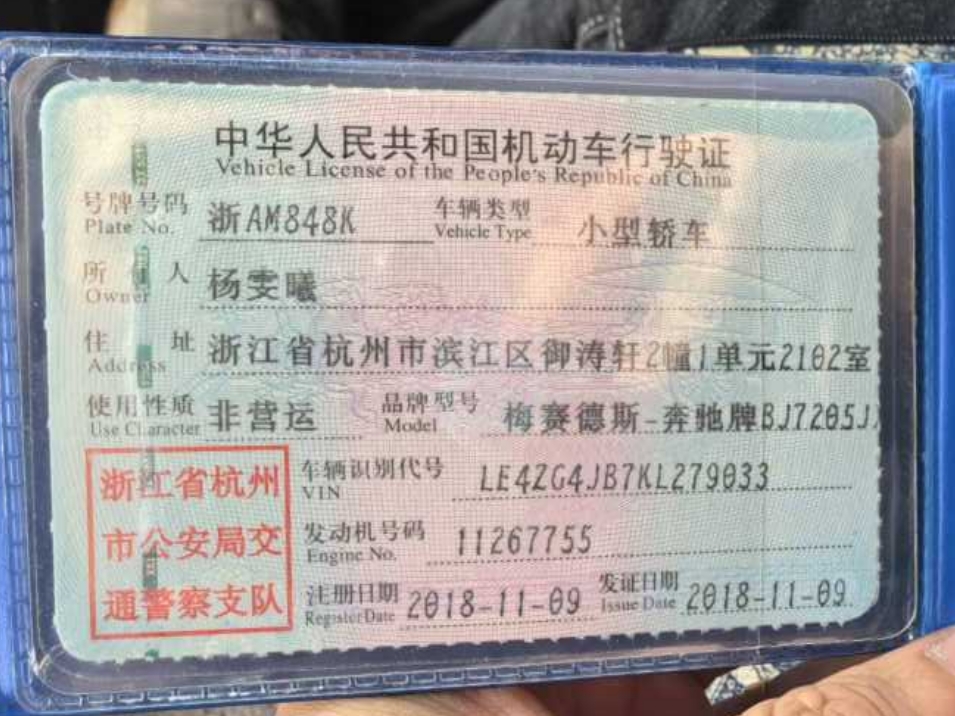 中华人民共和国机动车行驶证
Vehicle License of the People's Republic of China
号牌号码 浙AM848K 车辆类型 小型轿车
Plate No. Vehicle Type
所有人 杨雯曦
Owner
住址 浙江省杭州市滨江区御涛轩2幢1单元2102室
Address
使用性质 非营运 品牌型号 梅赛德斯-奔驰牌BJ7205J
Use Character Model
浙江省杭州
市公安局交
通警察支队
车辆识别代号 LE4ZG4JB7KL279033
VIN
发动机号码 11267755
Engine No.
注册日期 2018-11-09 发证日期 2018-11-09
Register Date Issue Date